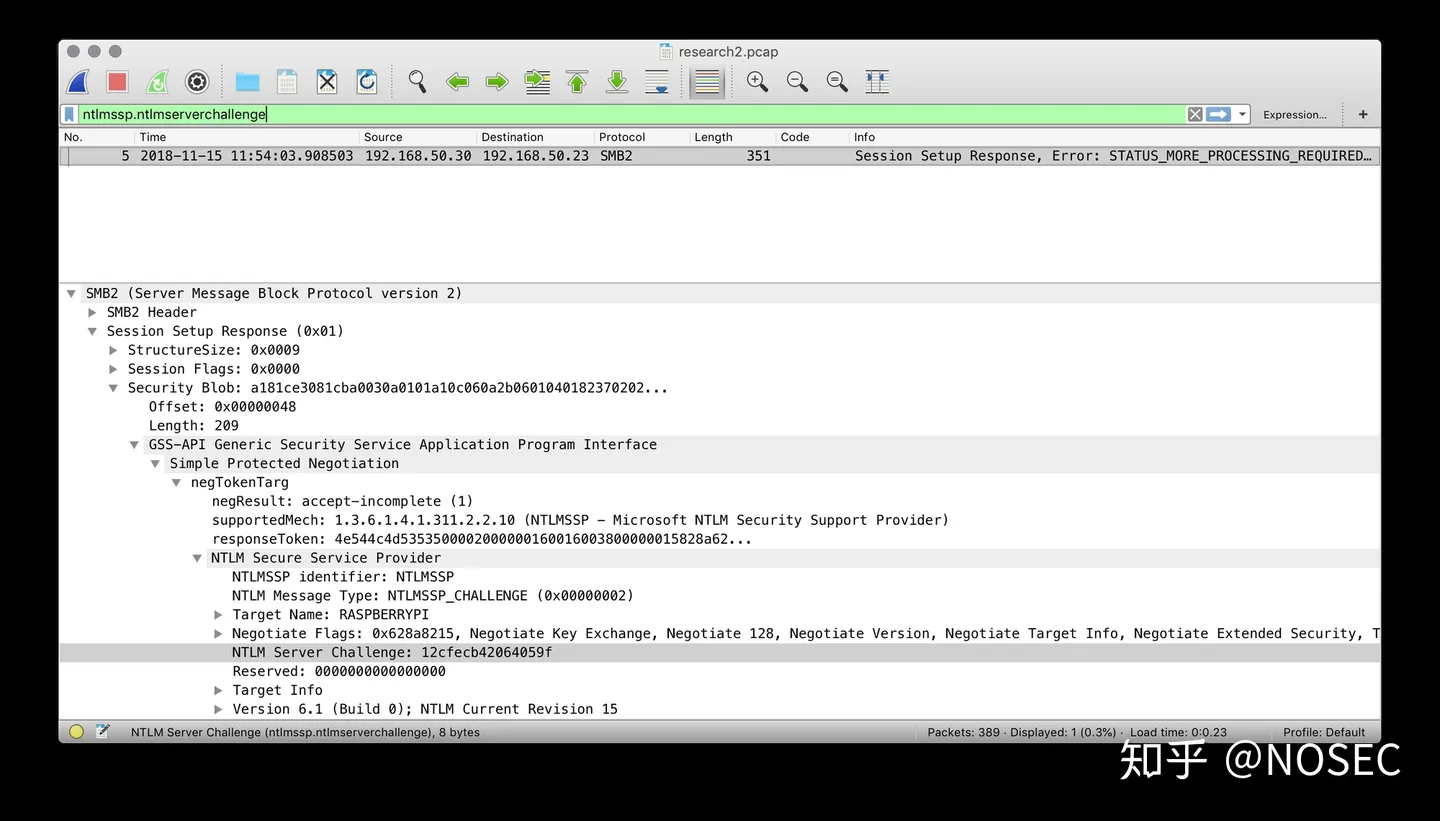 research2.pcap
ntlmssp.ntlmserverchallenge
Expression...
+
No. Time Source Destination Protocol Length Code Info
5 2018-11-15 11:54:03.908503 192.168.50.30 192.168.50.23 SMB2 351 Session Setup Response, Error: STATUS_MORE_PROCESSING_REQUIRED…
SMB2 (Server Message Block Protocol version 2)
SMB2 Header
Session Setup Response (0x01)
StructureSize: 0x0009
Session Flags: 0x0000
Security Blob: a181ce3081cba0030a0101a10c060a2b0601040182370202...
Offset: 0x00000048
Length: 209
GSS-API Generic Security Service Application Program Interface
Simple Protected Negotiation
negTokenTarg
negResult: accept-incomplete (1)
supportedMech: 1.3.6.1.4.1.311.2.2.10 (NTLMSSP - Microsoft NTLM Security Support Provider)
responseToken: 4e544c4d5353500002000000160016003800000015828a62...
NTLM Secure Service Provider
NTLMSSP identifier: NTLMSSP
NTLM Message Type: NTLMSSP_CHALLENGE (0x00000002)
Target Name: RASPBERRYPI
Negotiate Flags: 0x628a8215, Negotiate Key Exchange, Negotiate 128, Negotiate Version, Negotiate Target Info, Negotiate Extended Security, T
NTLM Server Challenge: 12cfecb42064059f
Reserved: 0000000000000000
Target Info
Version 6.1 (Build 0); NTLM Current Revision 15
NTLM Server Challenge (ntlmssp.ntlmserverchallenge), 8 bytes
Packets: 389 · Displayed: 1 (0.3%) · Load time: 0:0.23
Profile: Default
知乎 @NOSEC